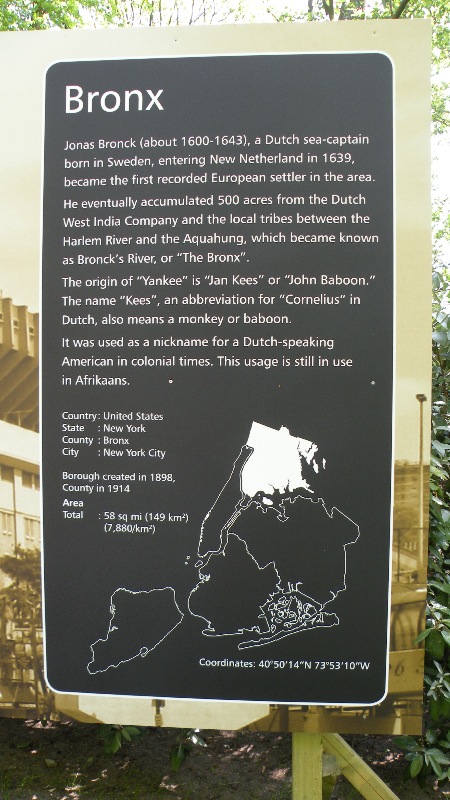 Bronx
Jonas Bronck (about 1600-1643), a Dutch sea-captain
born in Sweden, entering New Netherland in 1639,
became the first recorded European settler in the area.
He eventually accumulated 500 acres from the Dutch
West India Company and the local tribes between the
Harlem River and the Aquahung, which became known
as Bronck's River, or "The Bronx".
The origin of "Yankee" is "Jan Kees" or "John Baboon."
The name "Kees", an abbreviation for "Cornelius" in
Dutch, also means a monkey or baboon.
It was used as a nickname for a Dutch-speaking
American in colonial times. This usage is still in use
in Afrikaans.
Country: United States
State : New York
County : Bronx
City : New York City
Borough created in 1898,
County in 1914
Area
Total : 58 sq mi (149 km²)
(7,880/km²)
Coordinates: 40°50'14"N 73°53'10"W